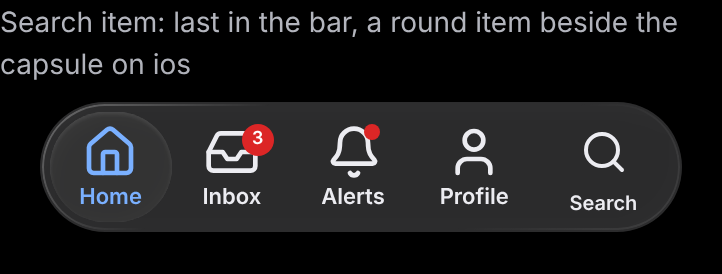 Search item: last in the bar, a round item beside the
capsule on ios
3
Home Inbox Alerts Profile Search